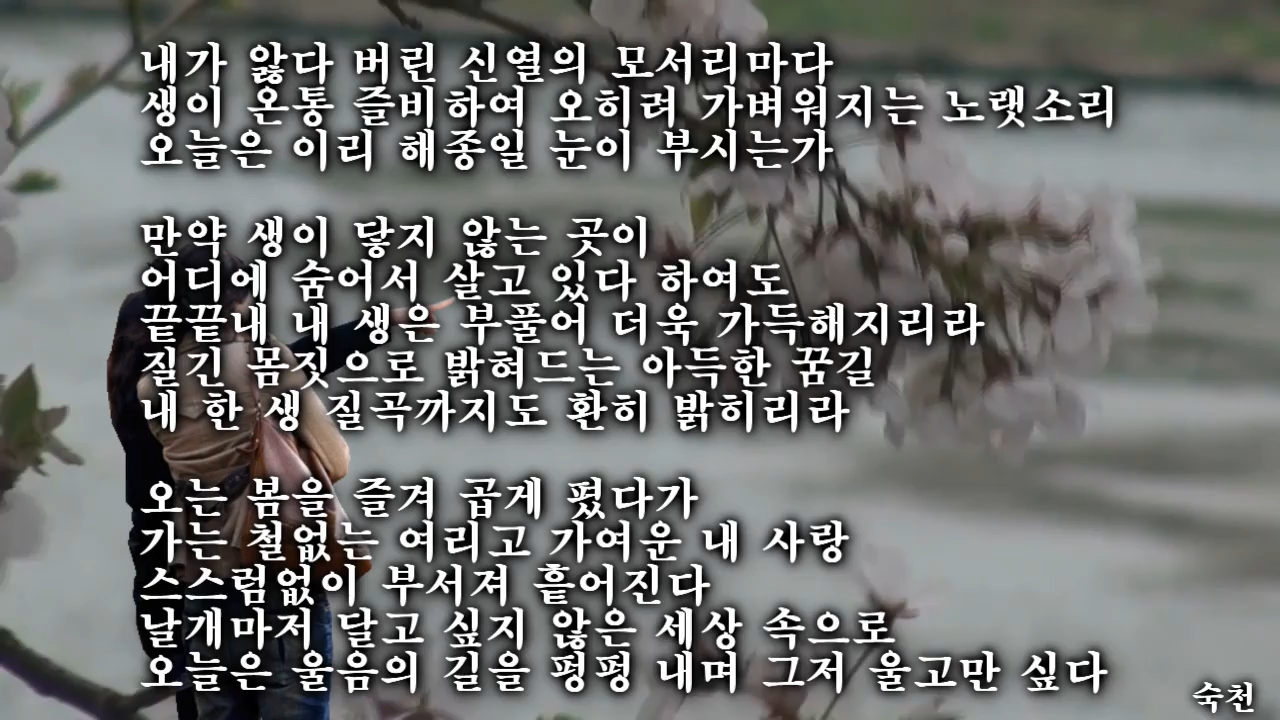 내가 앓다 버린 신열의 모서리마다
생이 온통 즐비하여 오히려 가벼워지는 노랫소리
오늘은 이리 해종일 눈이 부시는가
만약 생이 닿지 않는 곳이
어디에 숨어서 살고 있다 하여도
끝끝내 내 생은 부풀어 더욱 가득해지리라
질긴 몸짓으로 밝혀드는 아득한 꿈길
내 한 생 질곡까지도 환히 밝히리라
오는 봄을 즐겨 곱게 폈다가
가는 철없는 여리고 가여운 내 사랑
스스럼없이 부서져 흩어진다
날개마저 달고 싶지 않은 세상 속으로
오늘은 울음의 길을 펑펑 내며 그저 울고만 싶다
숙천